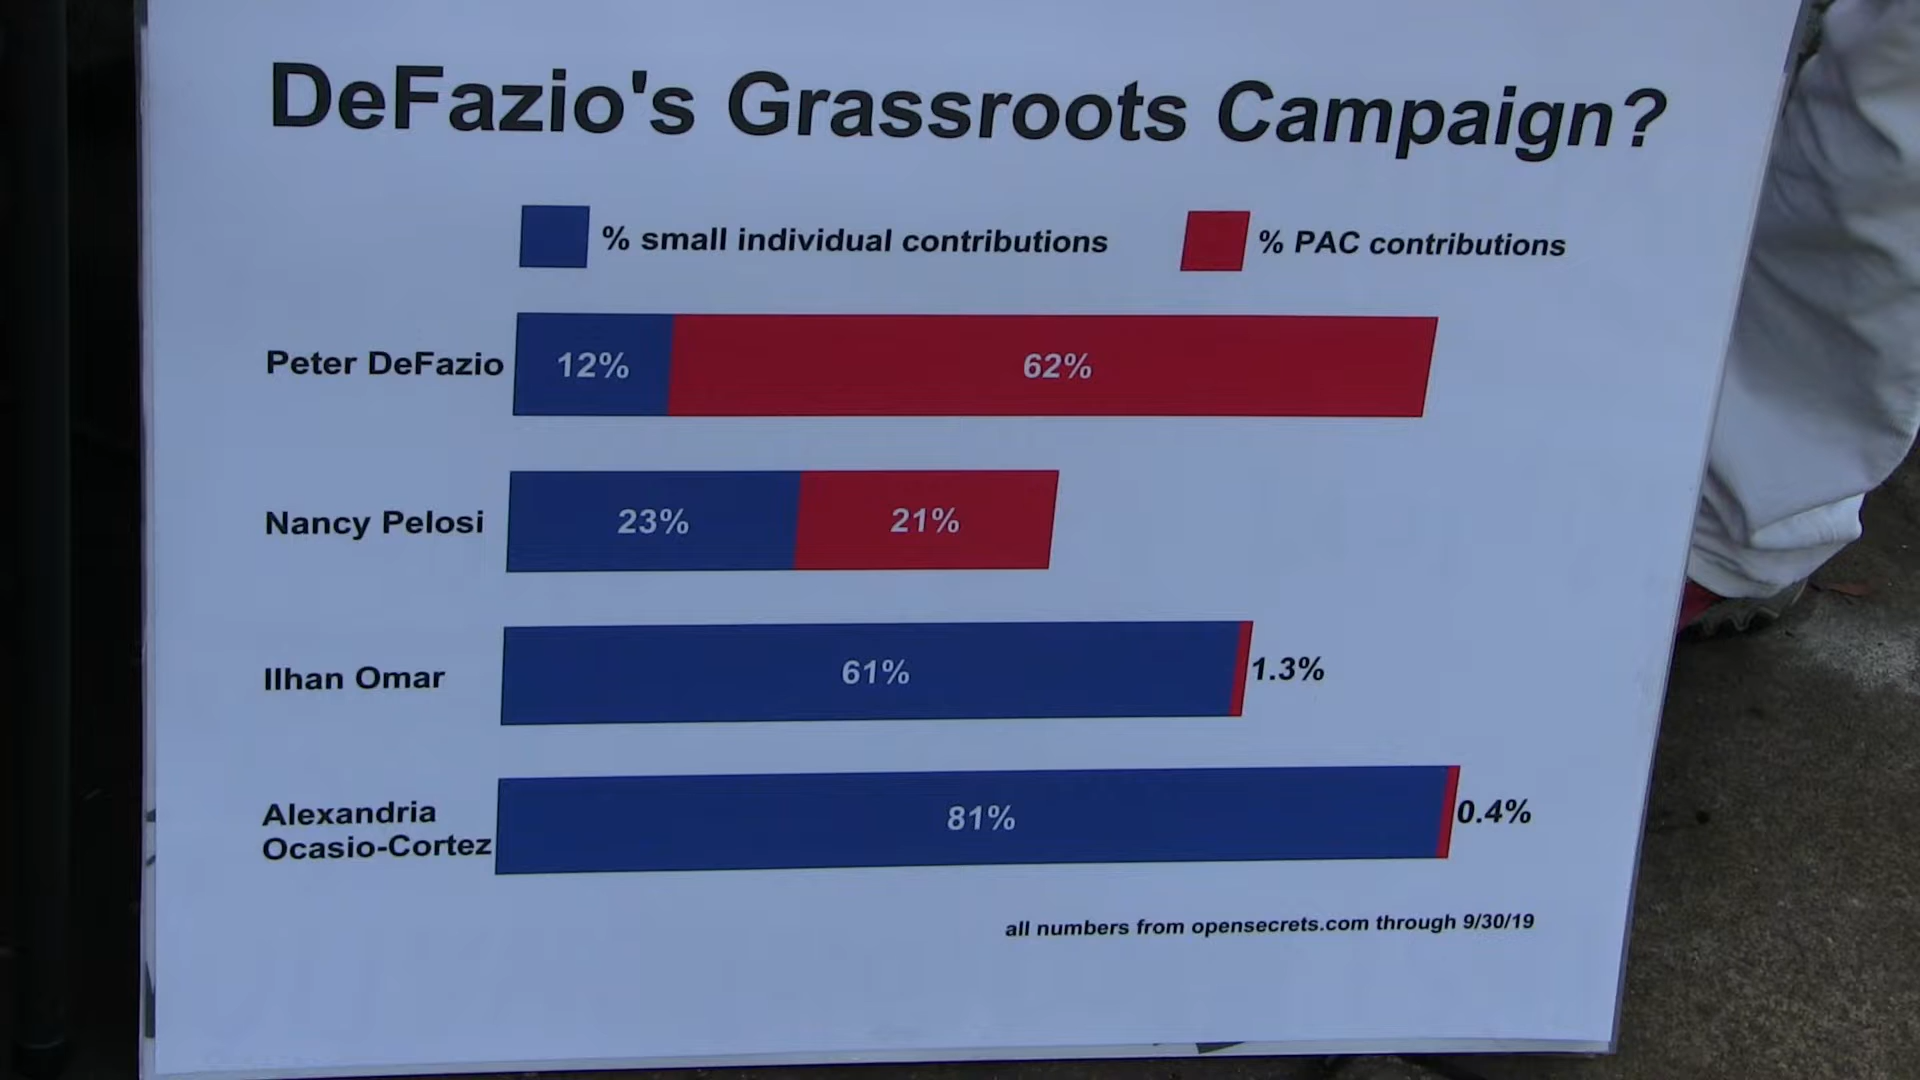 DeFazio's Grassroots Campaign?
% small individual contributions
% PAC contributions
Peter DeFazio
12%
62%
Nancy Pelosi
23%
21%
Ilhan Omar
61%
1.3%
Alexandria
Ocasio-Cortez
81%
0.4%
all numbers from opensecrets.com through 9/30/19